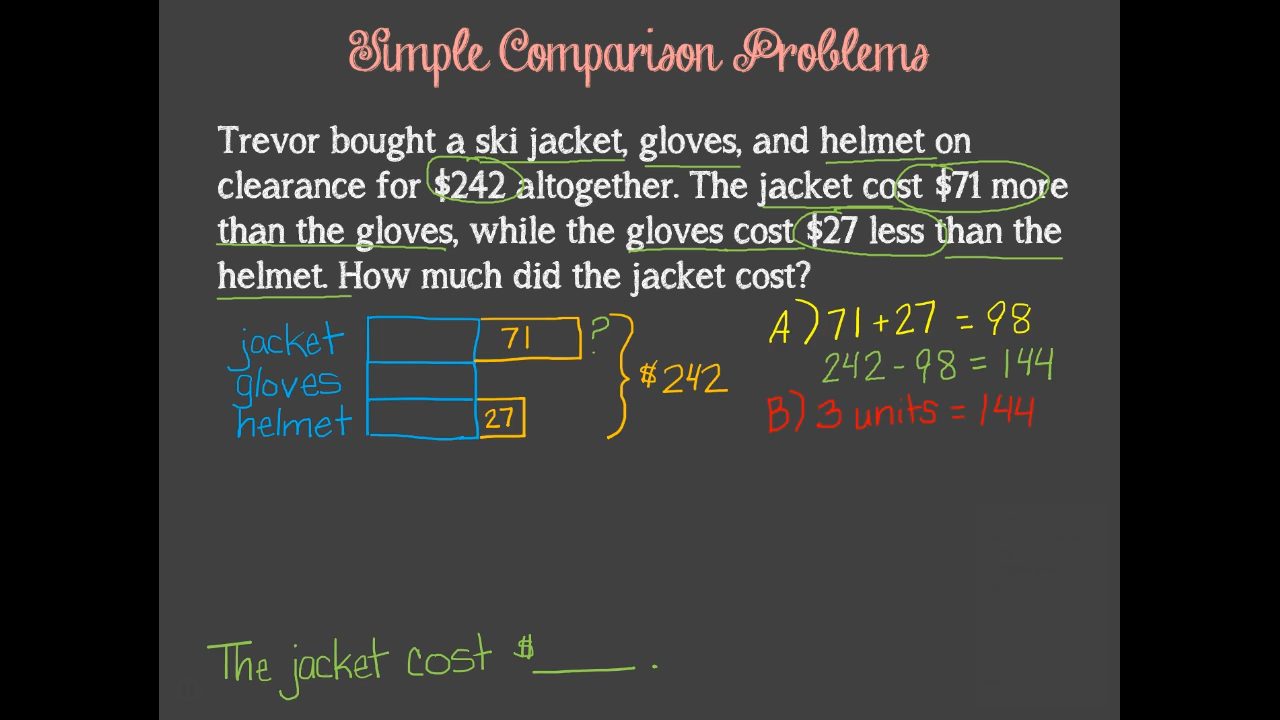 Simple Comparison Problems
Trevor bought a ski jacket, gloves, and helmet on
clearance for $242 altogether. The jacket cost $71 more
than the gloves, while the gloves cost $27 less than the
helmet. How much did the jacket cost?
jacket 71 ?
gloves
helmet 27
$242
A) 71+27 = 98
242-98 = 144
B) 3 units = 144
The jacket cost $_____.